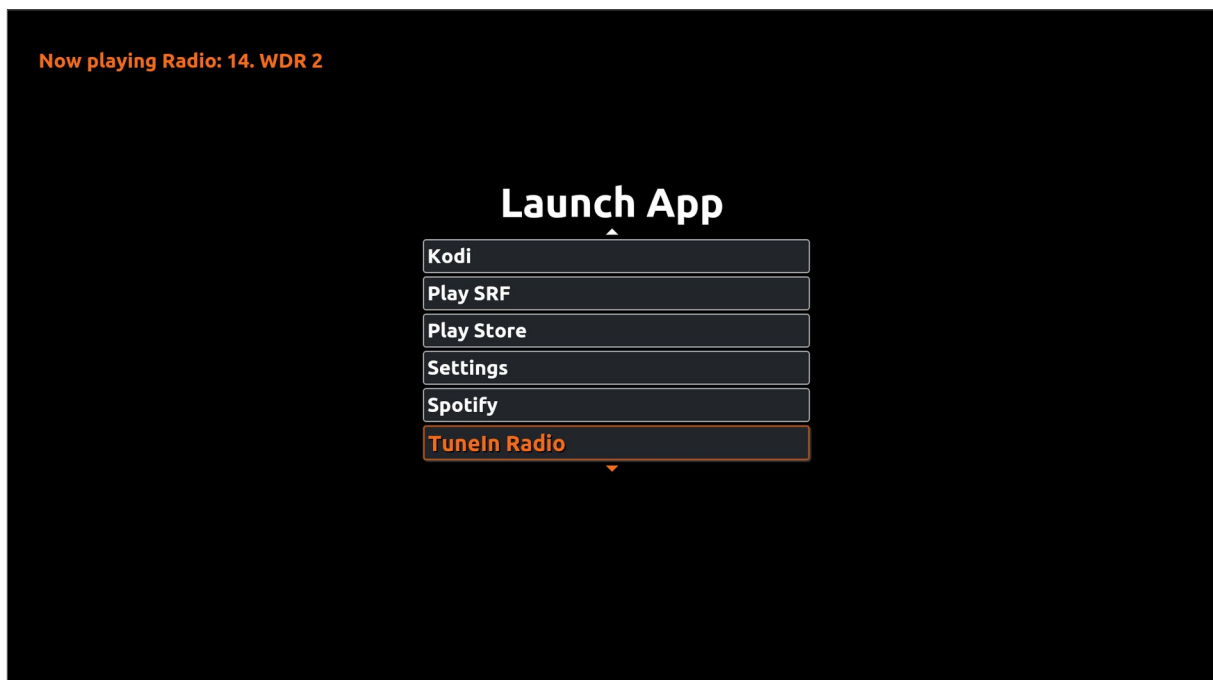 Now playing Radio: 14. WDR 2
Launch App
Kodi
Play SRF
Play Store
Settings
Spotify
TuneIn Radio